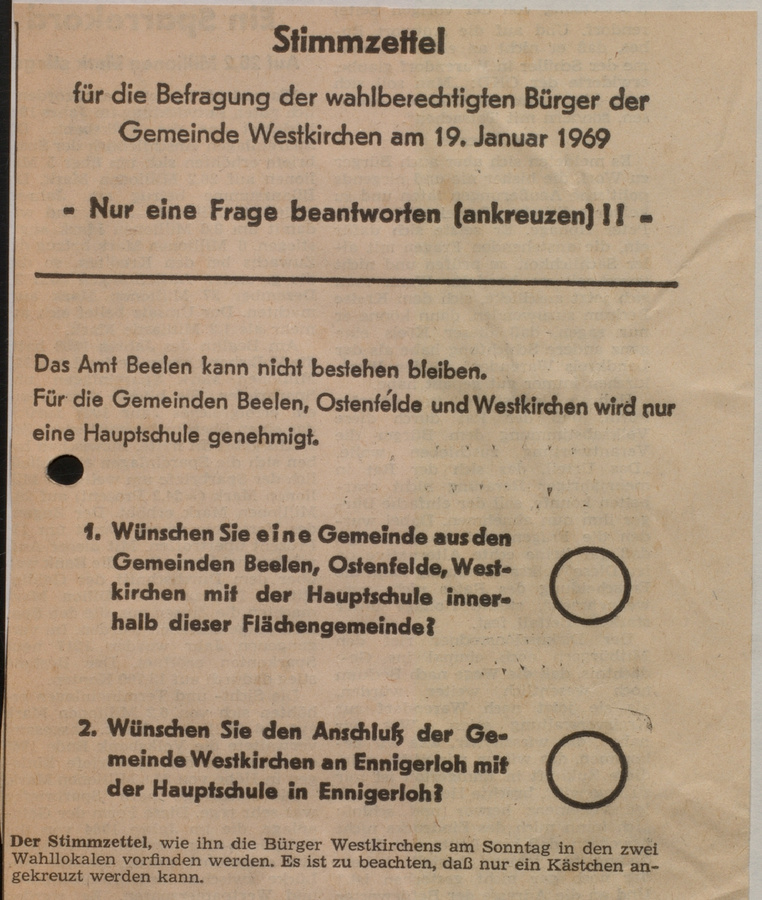 Stimmzettel
für die Befragung der wahlberechtigten Bürger der
Gemeinde Westkirchen am 19. Januar 1969
- Nur eine Frage beantworten (ankreuzen) !! -
Das Amt Beelen kann nicht bestehen bleiben.
Für die Gemeinden Beelen, Ostenfelde und Westkirchen wird nur
eine Hauptschule genehmigt.
1. Wünschen Sie eine Gemeinde aus den
Gemeinden Beelen, Ostenfelde, West-
kirchen mit der Hauptschule inner-
halb dieser Flächengemeinde?
2. Wünschen Sie den Anschluß der Ge-
meinde Westkirchen an Ennigerloh mit
der Hauptschule in Ennigerloh?
Der Stimmzettel, wie ihn die Bürger Westkirchens am Sonntag in den zwei
Wahllokalen vorfinden werden. Es ist zu beachten, daß nur ein Kästchen an-
gekreuzt werden kann.